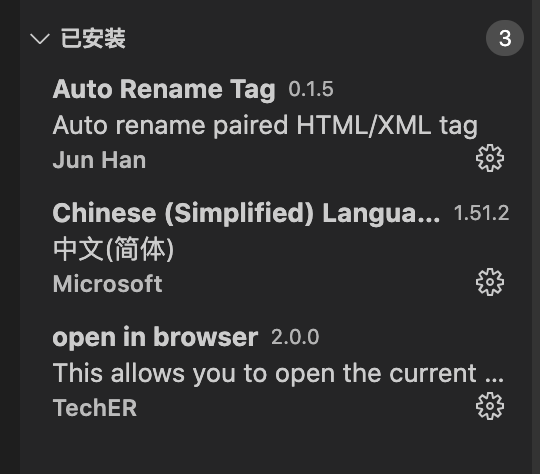 已安装
3
Auto Rename Tag 0.1.5
Auto rename paired HTML/XML tag
Jun Han
Chinese (Simplified) Langua... 1.51.2
中文(简体)
Microsoft
open in browser 2.0.0
This allows you to open the current ...
TechER